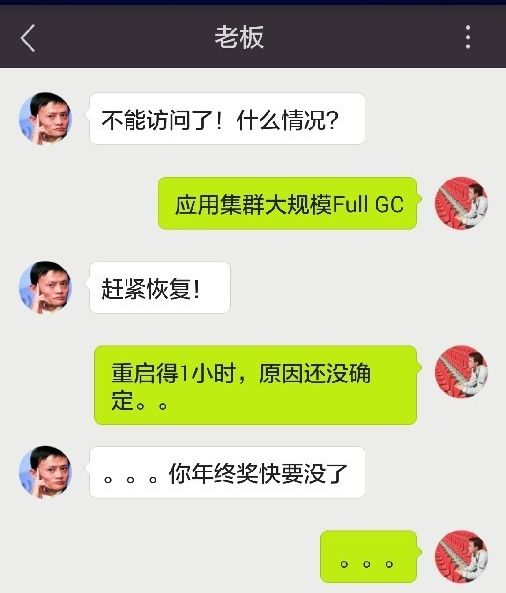 老板
不能访问了！什么情况?
应用集群大规模Full GC
赶紧恢复！
重启得1小时，原因还没确
定。。
。。。你年终奖快要没了
。。。